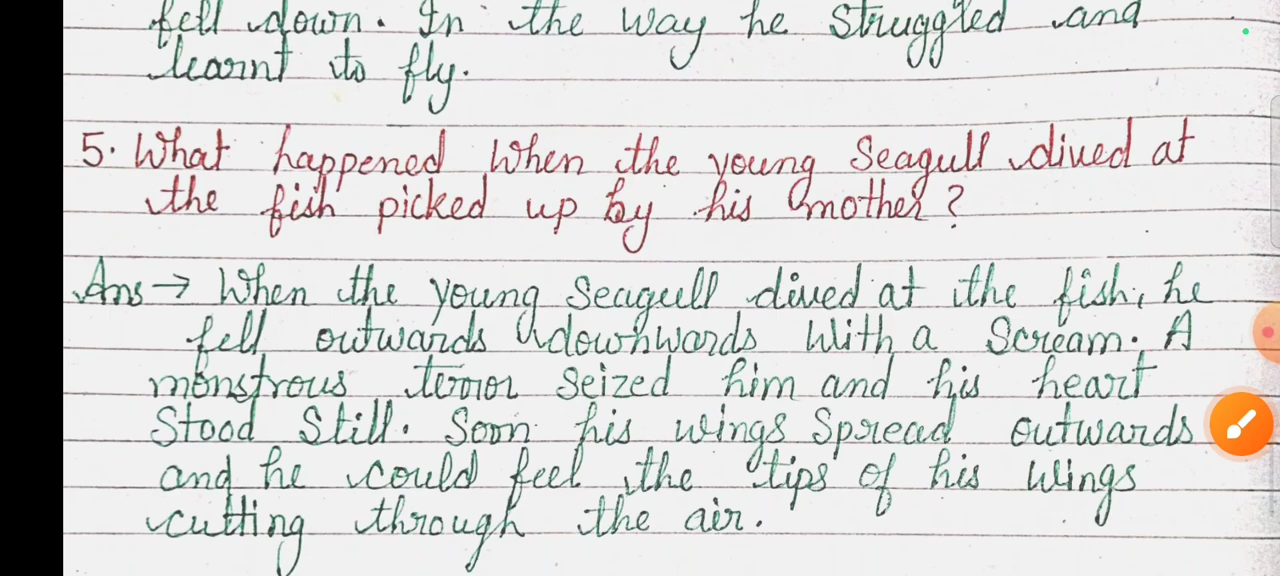 fell down. In the way he struggled and
learnt to fly.
5. What happened when the young Seagull dived at
the fish picked up by his mother?
Ans → When the young Seagull dived at the fish, he
fell outwards downwards with a Scream. A
monstrous terror seized him and his heart
Stood Still. Soon his wings Spread outwards
and he could feel the tips of his wings
cutting through the air.